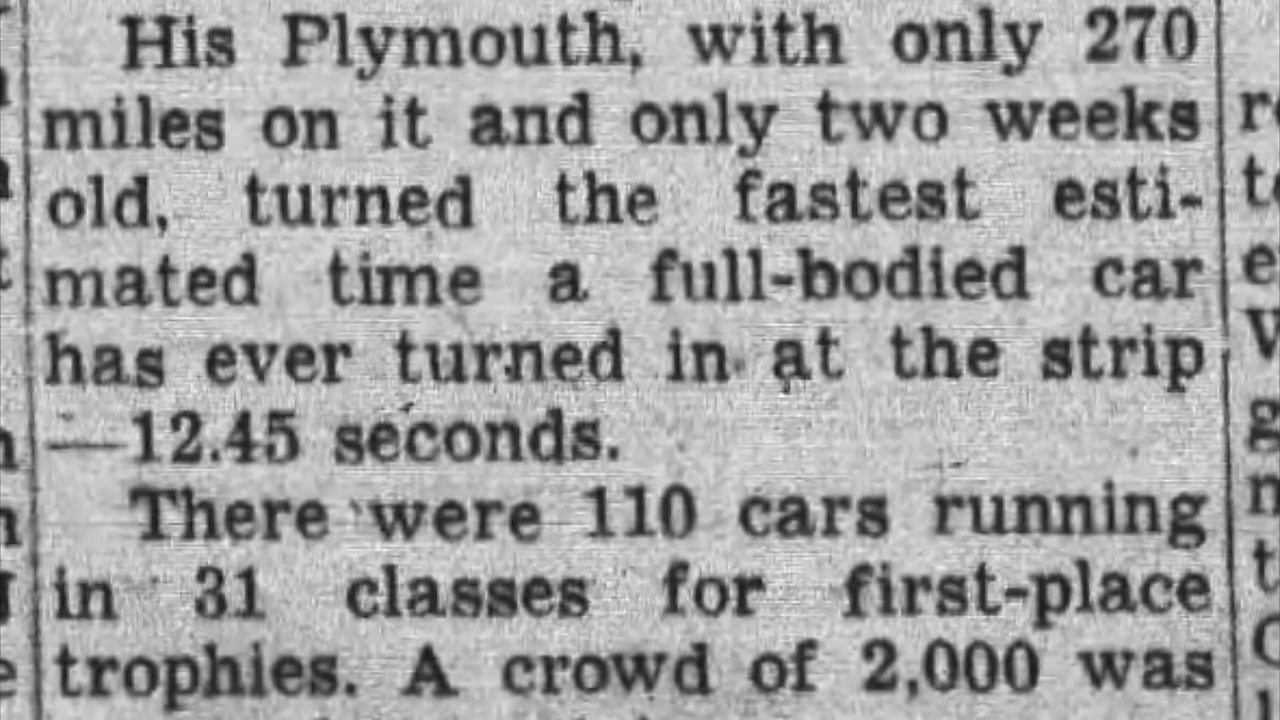 His Plymouth, with only 270
miles on it and only two weeks
old, turned the fastest esti-
mated time a full-bodied car
has ever turned in at the strip
—12.45 seconds.
There were 110 cars running
in 31 classes for first-place
trophies. A crowd of 2,000 was